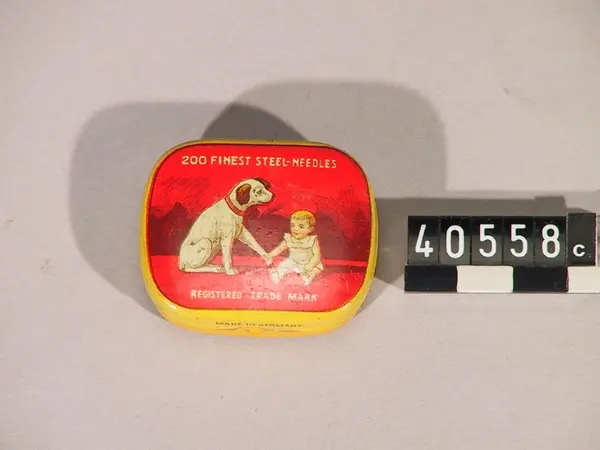 200 FINEST STEEL-NEEDLES
REGISTERED TRADE MARK
MADE IN GERMANY
40558c